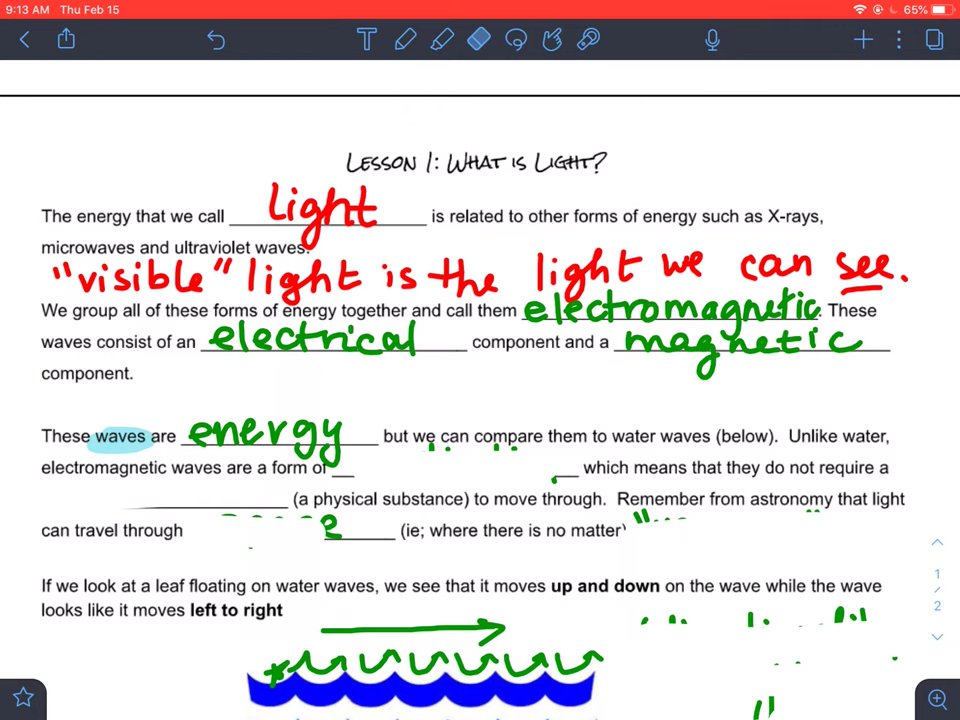 9:13 AM Thu Feb 15 65%
LESSON 1: WHAT IS LIGHT?
The energy that we call light is related to other forms of energy such as X-rays,
microwaves and ultraviolet waves.
"visible" light is the light we can see.
We group all of these forms of energy together and call them electromagnetic. These
waves consist of an electrical component and a magnetic
component.
These waves are energy but we can compare them to water waves (below). Unlike water,
electromagnetic waves are a form of which means that they do not require a
(a physical substance) to move through. Remember from astronomy that light
can travel through (ie; where there is no matter)
If we look at a leaf floating on water waves, we see that it moves up and down on the wave while the wave
looks like it moves left to right
1
/
2